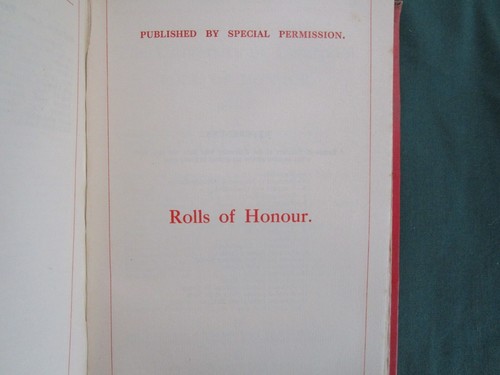 PUBLISHED BY SPECIAL PERMISSION.
Rolls of Honour.